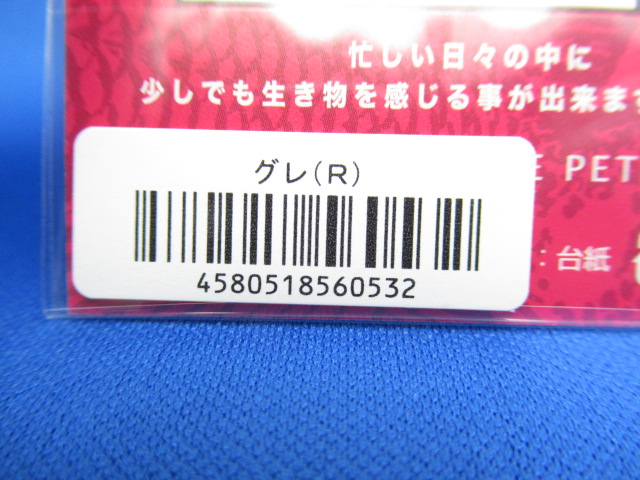 忙しい日々の中に
少しでも生き物を感じる事が出来ま
グレ(R)
E PET
4580518560532
：台紙